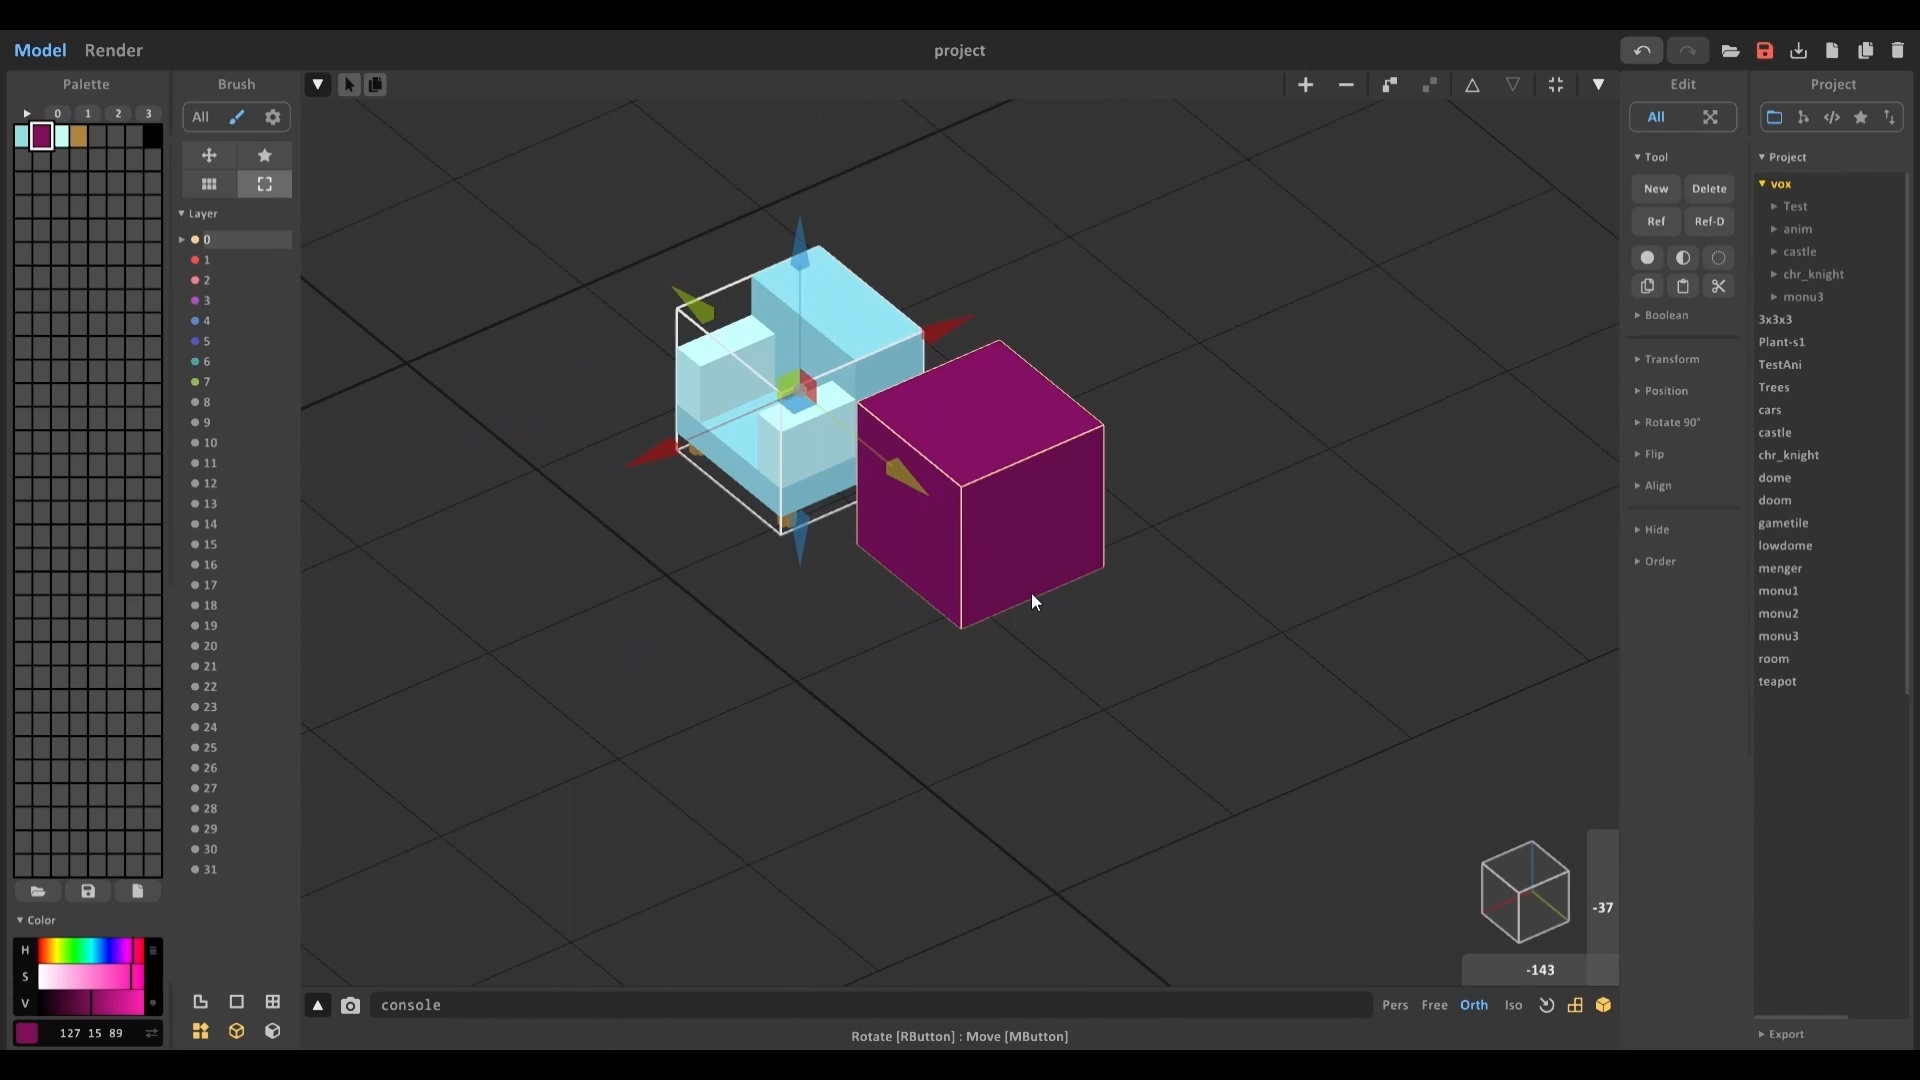 Model Render project
Palette Brush Edit Project
0 1 2 3
All
All
Tool
Project
New Delete
vox
Ref Ref-D
Test
anim
castle
chr_knight
monu3
Layer
0
1
2
3
4
5
6
7
8
9
10
11
12
13
14
15
16
17
18
19
20
21
22
23
24
25
26
27
28
29
30
31
Boolean
Transform
Position
Rotate 90°
Flip
Align
Hide
Order
3x3x3
Plant-s1
TestAni
Trees
cars
castle
chr_knight
dome
doom
gametile
lowdome
menger
monu1
monu2
monu3
room
teapot
Color
H
S
V
127 15 89
-37
-143
console
Pers Free Orth Iso
Rotate [RButton] : Move [MButton]
Export